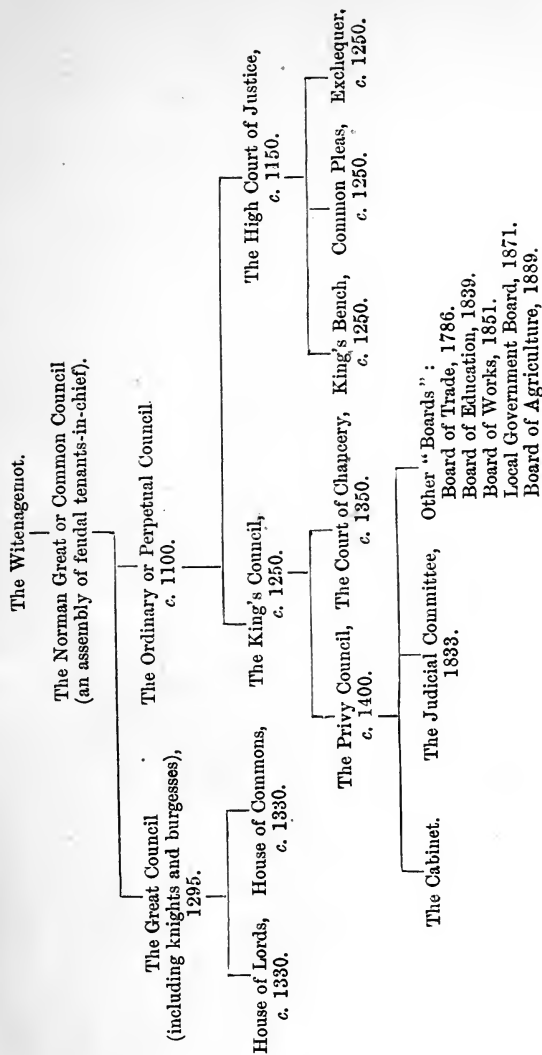 The Witenagemot.
The Norman Great or Common Council
(an assembly of feudal tenants-in-chief).
The Great Council
(including knights and burgesses),
1295.
The Ordinary or Perpetual Council
c. 1100.
House of Lords,
c. 1330.
House of Commons,
c. 1330.
The King's Council,
c. 1250.
The High Court of Justice,
c. 1150.
The Privy Council,
c. 1400.
The Court of Chancery,
c. 1350.
King's Bench,
c. 1250.
Common Pleas,
c. 1250.
Exchequer,
c. 1250.
The Cabinet.
The Judicial Committee,
1833.
Other "Boards" :
Board of Trade, 1786.
Board of Education, 1839.
Board of Works, 1851.
Local Government Board, 1871.
Board of Agriculture, 1889.